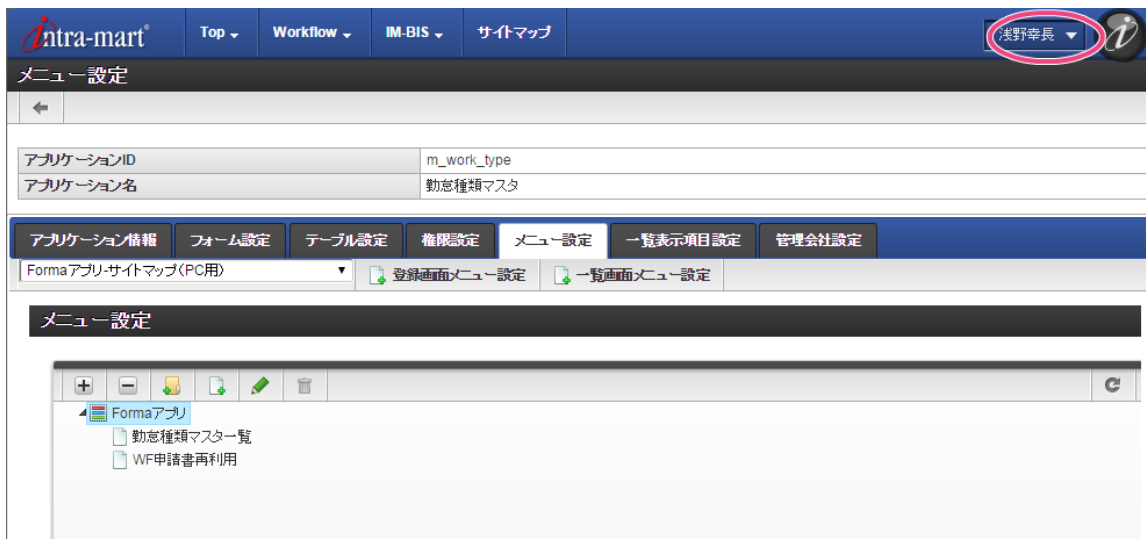 intra-mart® Top Workflow IM-BIS サイトマップ 浅野幸長
メニュー設定
アプリケーションID m_work_type
アプリケーション名 勤怠種類マスタ
アプリケーション情報 フォーム設定 テーブル設定 権限設定 メニュー設定 一覧表示項目設定 管理会社設定
Formaアプリ-サイトマップ(PC用) 登録画面メニュー設定 一覧画面メニュー設定
メニュー設定
Formaアプリ
勤怠種類マスター覧
WF申請書再利用